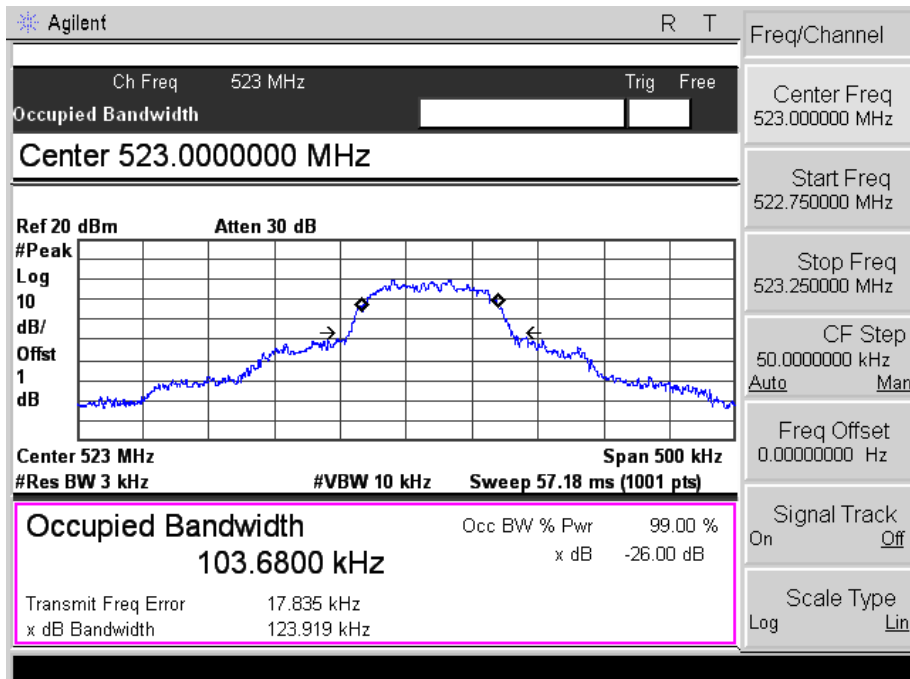 Agilent R T
Ch Freq 523 MHz Trig Free
Occupied Bandwidth
Center 523.0000000 MHz
Ref 20 dBm Atten 30 dB
#Peak
Log
10
dB/
Offst
1
dB
Center 523 MHz Span 500 kHz
#Res BW 3 kHz #VBW 10 kHz Sweep 57.18 ms (1001 pts)
Occupied Bandwidth
103.6800 kHz
Occ BW % Pwr 99.00 %
x dB -26.00 dB
Transmit Freq Error 17.835 kHz
x dB Bandwidth 123.919 kHz
Freq/Channel
Center Freq
523.000000 MHz
Start Freq
522.750000 MHz
Stop Freq
523.250000 MHz
CF Step
50.0000000 kHz
Auto Man
Freq Offset
0.00000000 Hz
Signal Track
On Off
Scale Type
Log Lin